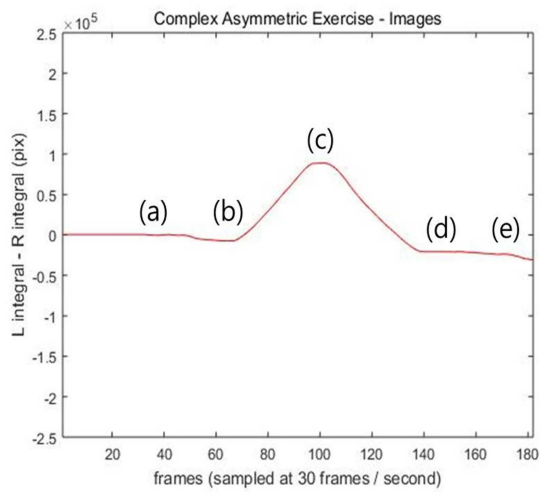 Complex Asymmetric Exercise - Images
×10^5
2.5
2
1.5
1
0.5
0
-0.5
-1
-1.5
-2
-2.5
L integral - R integral (pix)
(a)
(b)
(c)
(d)
(e)
20 40 60 80 100 120 140 160 180
frames (sampled at 30 frames / second)